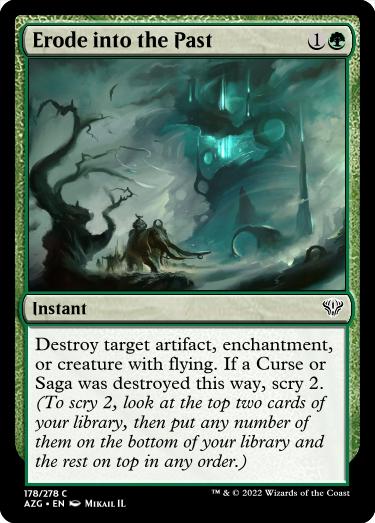 Erode into the Past 1
Instant
Destroy target artifact, enchantment,
or creature with flying. If a Curse or
Saga was destroyed this way, scry 2.
(To scry 2, look at the top two cards of
your library, then put any number of
them on the bottom of your library and
the rest on top in any order.)
178/278 C
AZG • EN Mikail IL
™ & © 2022 Wizards of the Coast